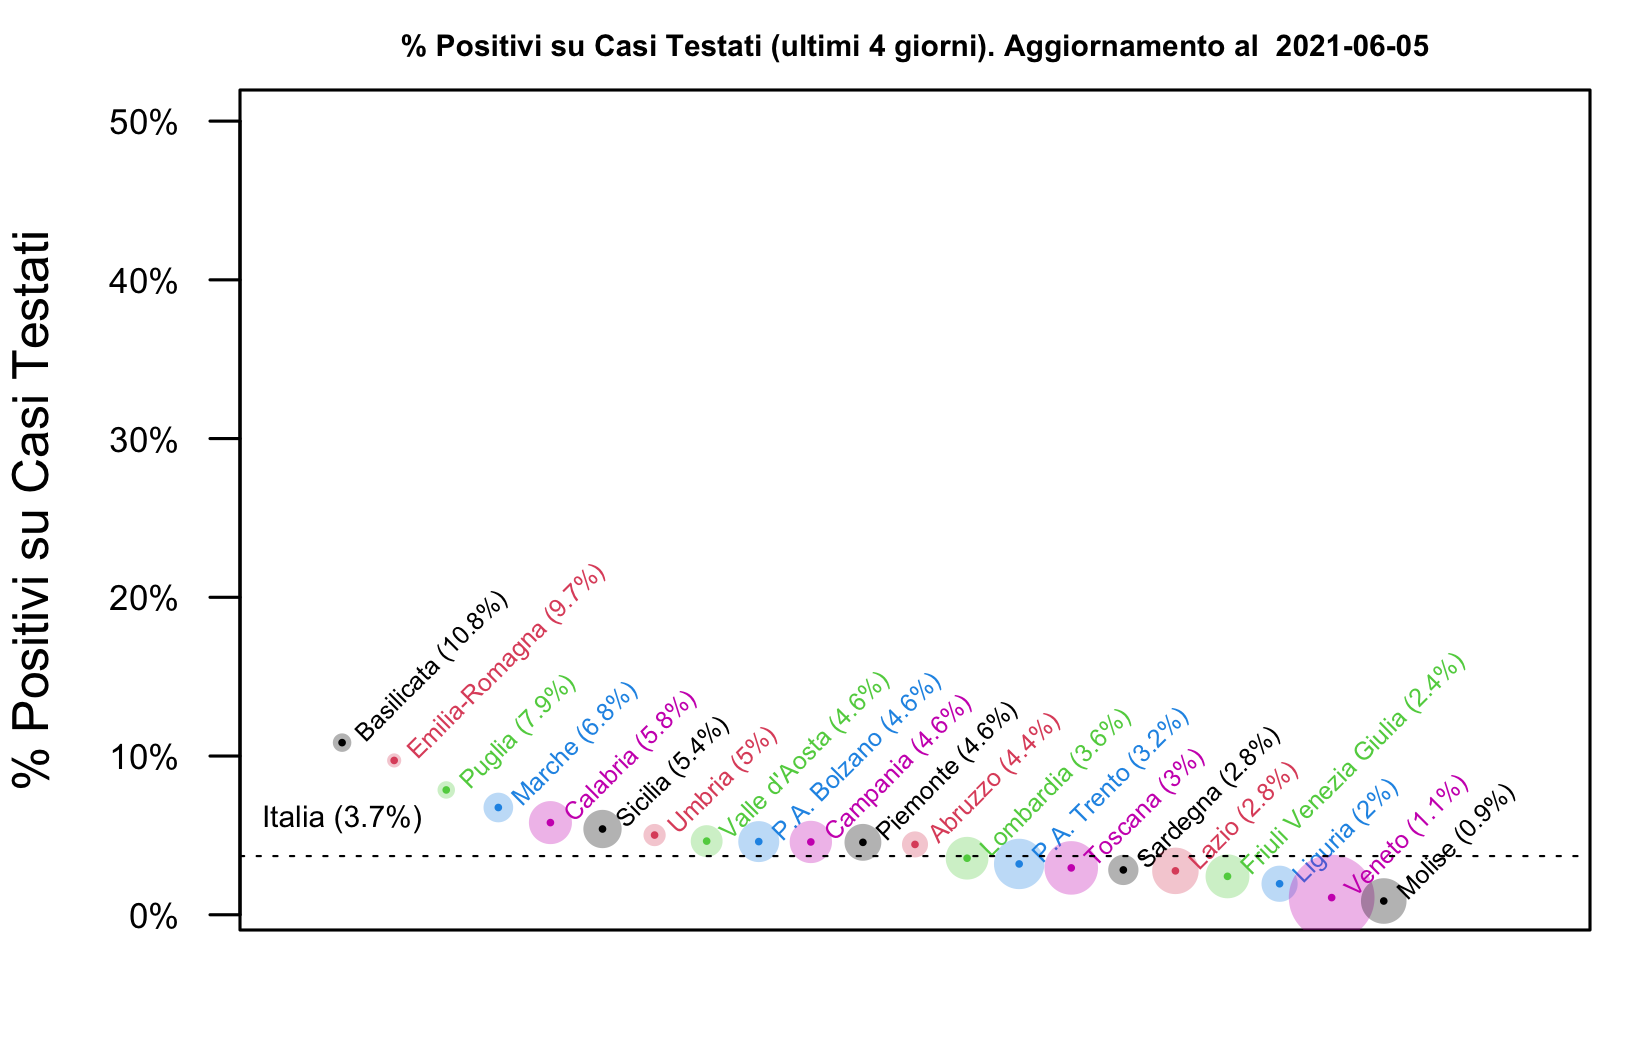 % Positivi su Casi Testati (ultimi 4 giorni). Aggiornamento al  2021-06-05
% Positivi su Casi Testati
50%
40%
30%
20%
10%
0%
Italia (3.7%)
Basilicata (10.8%)
Emilia-Romagna (9.7%)
Puglia (7.9%)
Marche (6.8%)
Calabria (5.8%)
Sicilia (5.4%)
Umbria (5%)
Valle d'Aosta (4.6%)
P.A. Bolzano (4.6%)
Campania (4.6%)
Piemonte (4.6%)
Abruzzo (4.4%)
Lombardia (3.6%)
P.A. Trento (3.2%)
Toscana (3%)
Sardegna (2.8%)
Lazio (2.8%)
Friuli Venezia Giulia (2.4%)
Liguria (2%)
Veneto (1.1%)
Molise (0.9%)